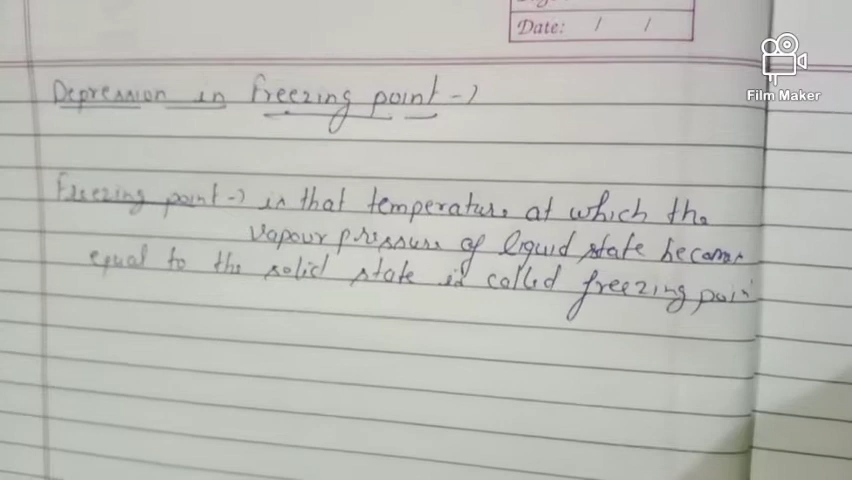 Date: / /
Film Maker
Depression in freezing point →
Freezing point → is that temperature at which the
vapour pressure of liquid state become
equal to the solid state is called freezing point